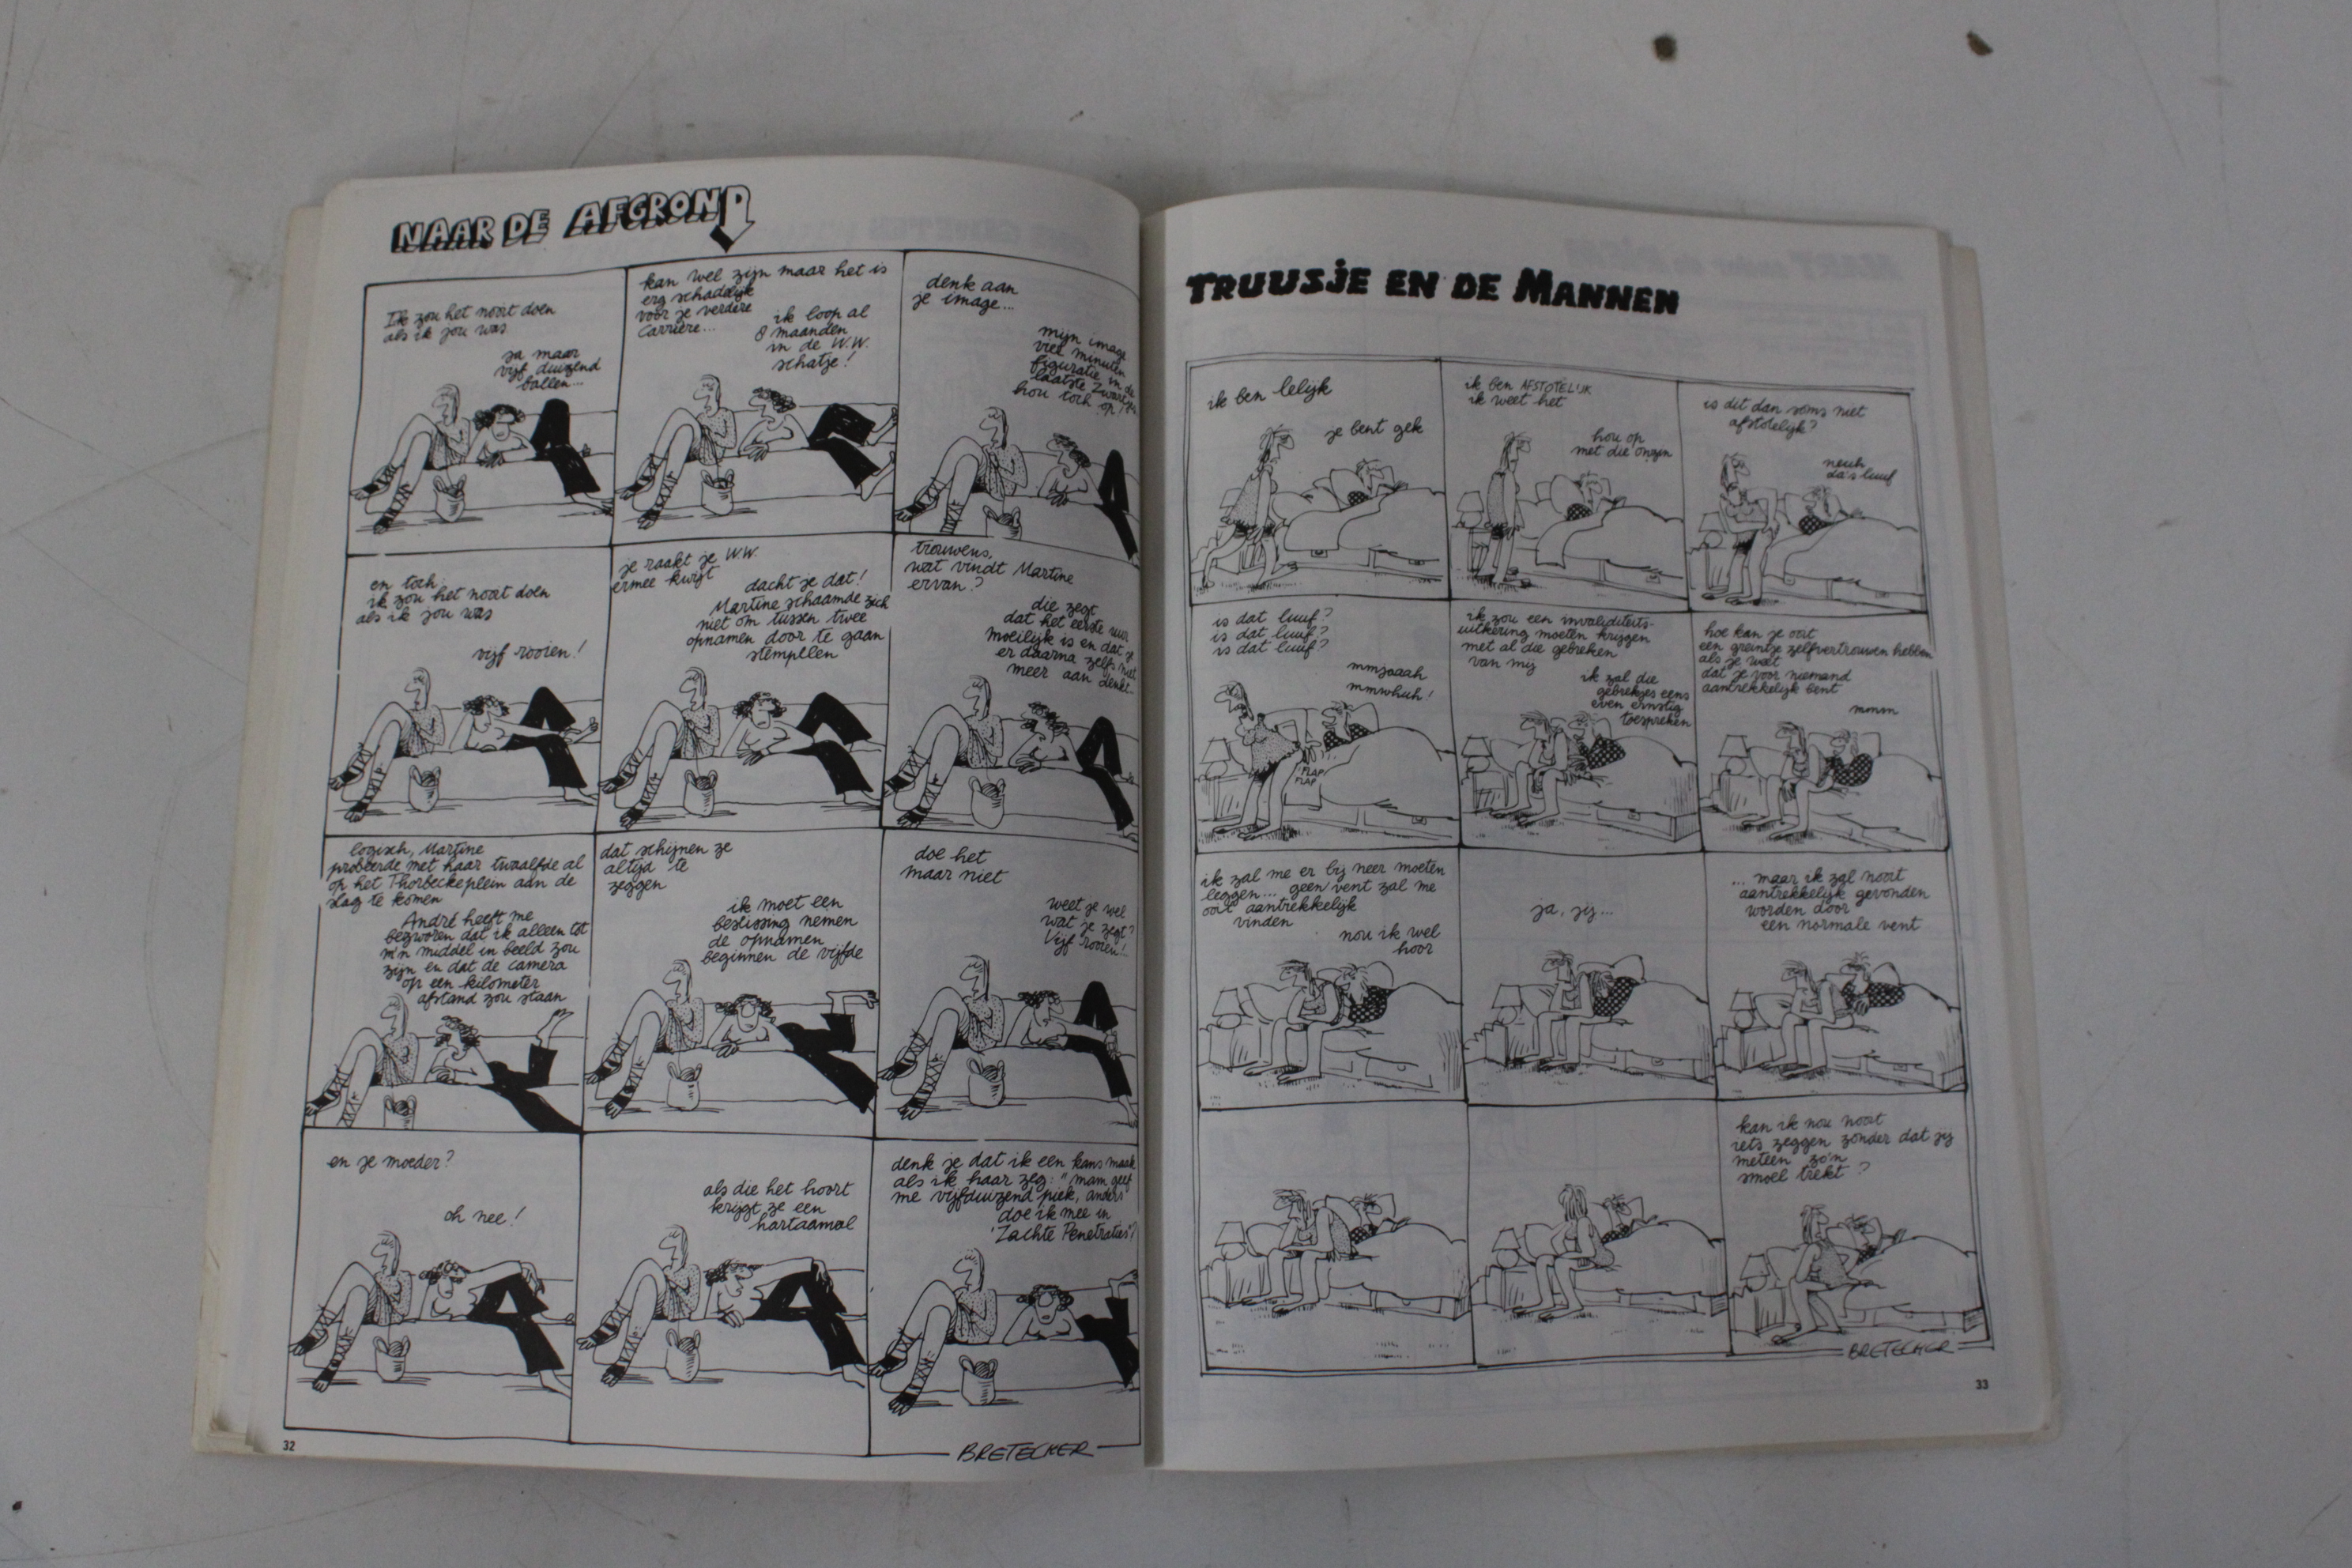 NAAR DE AFGROND
Ik zou het nooit doen
als ik jou was
ja maar
vijf duizend
ballen...
kan wel zijn maar het is
erg schadelijk
voor je verdere
carrière...
ik loop al
8 maanden
in de W.W.
schatje!
denk aan
je image...
mijn image
vier minuten
figuratie in de
laatste
hou toch op!
en toch
ik zou het nooit doen
als ik jou was
vijf rooien!
je raakt je W.W.
ermee kwijt
dacht je dat!
Martine schaamde zich
niet om tussen twee
opnamen door te gaan
stempelen
trouwens,
wat vindt Martine
ervan?
die zegt
dat het eerste uur
moeilijk is en dat je
er daarna zelfs niet
meer aan denkt...
logisch, Martine
probeerde met haar twaalfde al
op het Thorbeckeplein aan de
slag te komen
André heeft me
bezworen dat ik alleen tot
m'n middel in beeld zou
zijn en dat de camera
op een kilometer
afstand zou staan
dat schijnen ze
altijd te
zeggen
ik moet een
beslissing nemen
de opnamen
beginnen de vijfde
doe het
maar niet
weet je wel
wat je zegt?
Vijf rooien!..
en je moeder?
oh nee!
als die het hoort
krijgt ze een
hartaanval
denk je dat ik een kans maak
als ik haar zeg: "mam geef
me vijfduizend piek, anders
doe ik mee in
'Zachte Penetraties'?
BRETECHER
32
TRUUSJE EN DE MANNEN
ik ben lelijk
je bent gek
ik ben AFSTOTELIJK
ik weet het
hou op
met die onzin
is dit dan soms niet
afstotelijk?
neuh
da's luuf
is dat luuf?
is dat luuf?
is dat luuf?
mmjoaah
mmwhuh!
FLAP
FLAP
ik zou een invaliditeits-
uitkering moeten krijgen
met al die gebreken
van mij
ik zal die
gebrekjes eens
even ernstig
toespreken
hoe kan je ooit
een greintje zelfvertrouwen hebben
als je weet
dat je voor niemand
aantrekkelijk bent
mmm
ik zal me er bij neer moeten
leggen... geen vent zal me
ooit aantrekkelijk
vinden
nou ik wel
hoor
ja, jij...
... maar ik zal nooit
aantrekkelijk gevonden
worden door
een normale vent
kan ik nou nooit
iets zeggen zonder dat jij
meteen zo'n
smoel trekt?
BRETECHER
33